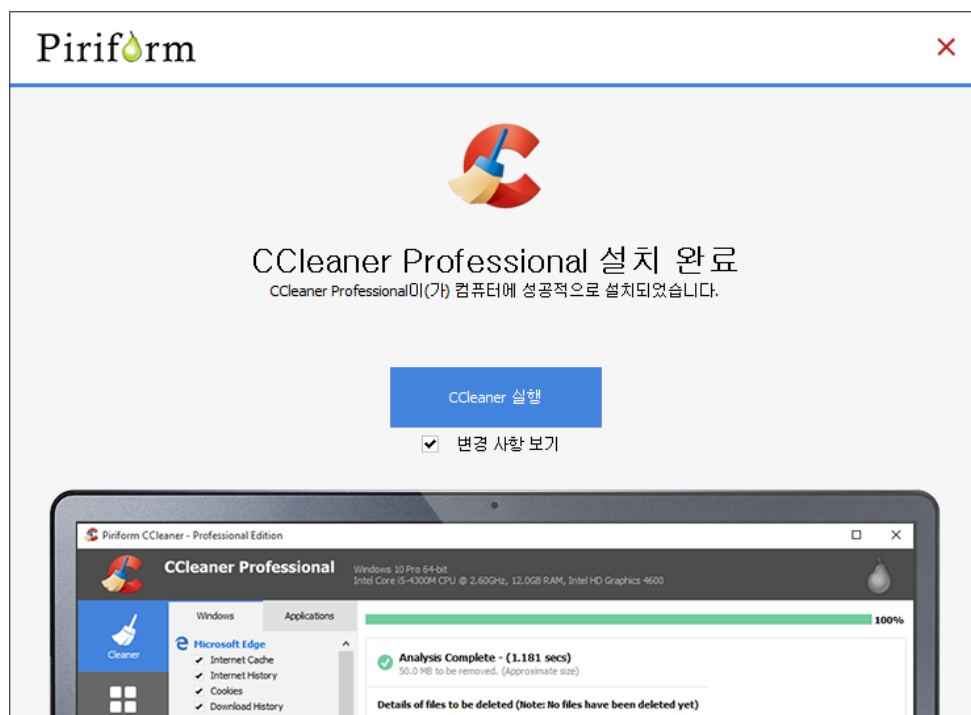 Piriform
CCleaner Professional 설치 완료
CCleaner Professional이(가) 컴퓨터에 성공적으로 설치되었습니다.
CCleaner 실행
변경 사항 보기
Piriform CCleaner - Professional Edition
CCleaner Professional
Windows 10 Pro 64-bit
Intel Core i5-4300M CPU @ 2.60GHz, 12.0GB RAM, Intel HD Graphics 4600
Cleaner
Windows Applications
100%
Microsoft Edge
Internet Cache
Internet History
Cookies
Download History
Analysis Complete - (1.181 secs)
50.0 MB to be removed. (Approximate size)
Details of files to be deleted (Note: No files have been deleted yet)